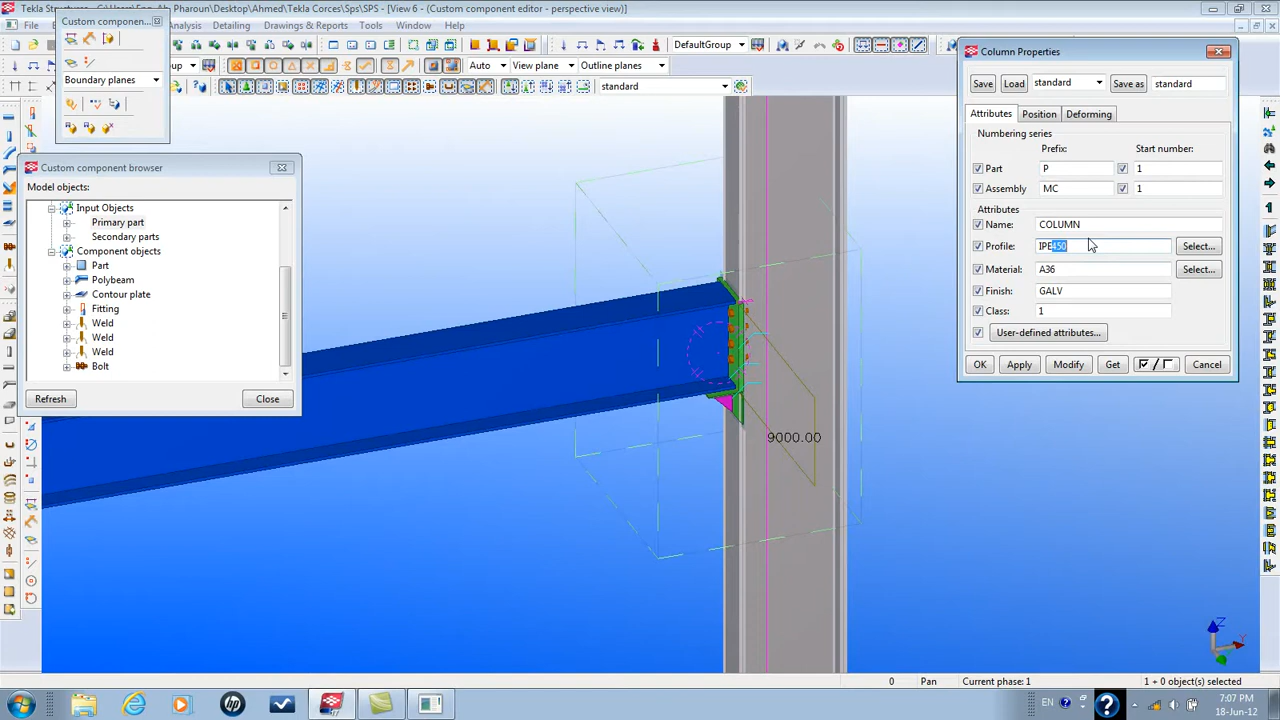 Tekla Structures
Eng. Ab Pharoun\Desktop\Ahmed\Tekla Corces\Sps\SPS - [View 6 - (Custom component editor - perspective view)]
File
Analysis
Detailing
Drawings & Reports
Tools
Window
Help
Custom componen...
DefaultGroup
Auto
View plane
Outline planes
Boundary planes
standard
Custom component browser
Model objects:
Input Objects
Primary part
Secondary parts
Component objects
Part
Polybeam
Contour plate
Fitting
Weld
Weld
Weld
Bolt
Refresh
Close
9000.00
Column Properties
Save
Load
standard
Save as
standard
Attributes
Position
Deforming
Numbering series
Prefix:
Start number:
Part
P
1
Assembly
MC
1
Attributes
Name:
COLUMN
Profile:
IPE450
Select...
Material:
A36
Select...
Finish:
GALV
Class:
1
User-defined attributes...
OK
Apply
Modify
Get
/
Cancel
Z
0
Pan
Current phase: 1
1 + 0 object(s) selected
EN
7:07 PM
18-Jun-12